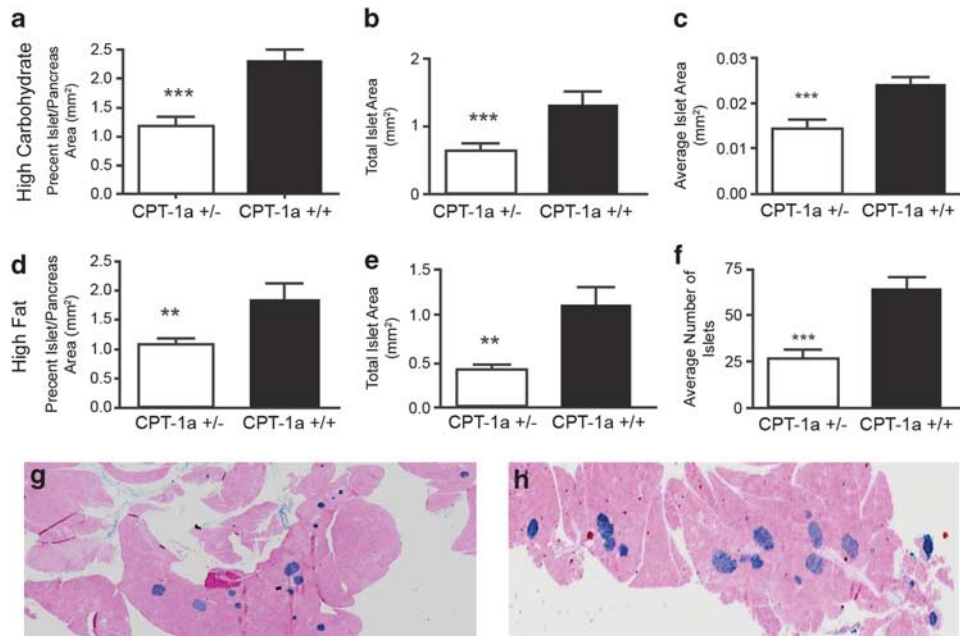 a
High Carbohydrate
Precent Islet/Pancreas
Area (mm²)
2.5
2.0
1.5
1.0
0.5
0.0
***
CPT-1a +/-
CPT-1a +/+
b
Total Islet Area
(mm²)
2
1
0
***
CPT-1a +/-
CPT-1a +/+
c
Average Islet Area
(mm²)
0.03
0.02
0.01
0.00
***
CPT-1a +/-
CPT-1a +/+
d
High Fat
Precent Islet/Pancreas
Area (mm²)
2.5
2.0
1.5
1.0
0.5
0.0
**
CPT-1a +/-
CPT-1a +/+
e
Total Islet Area
(mm²)
1.5
1.0
0.5
0.0
**
CPT-1a +/-
CPT-1a +/+
f
Average Number of
Islets
75
50
25
0
***
CPT-1a +/-
CPT-1a +/+
g
h